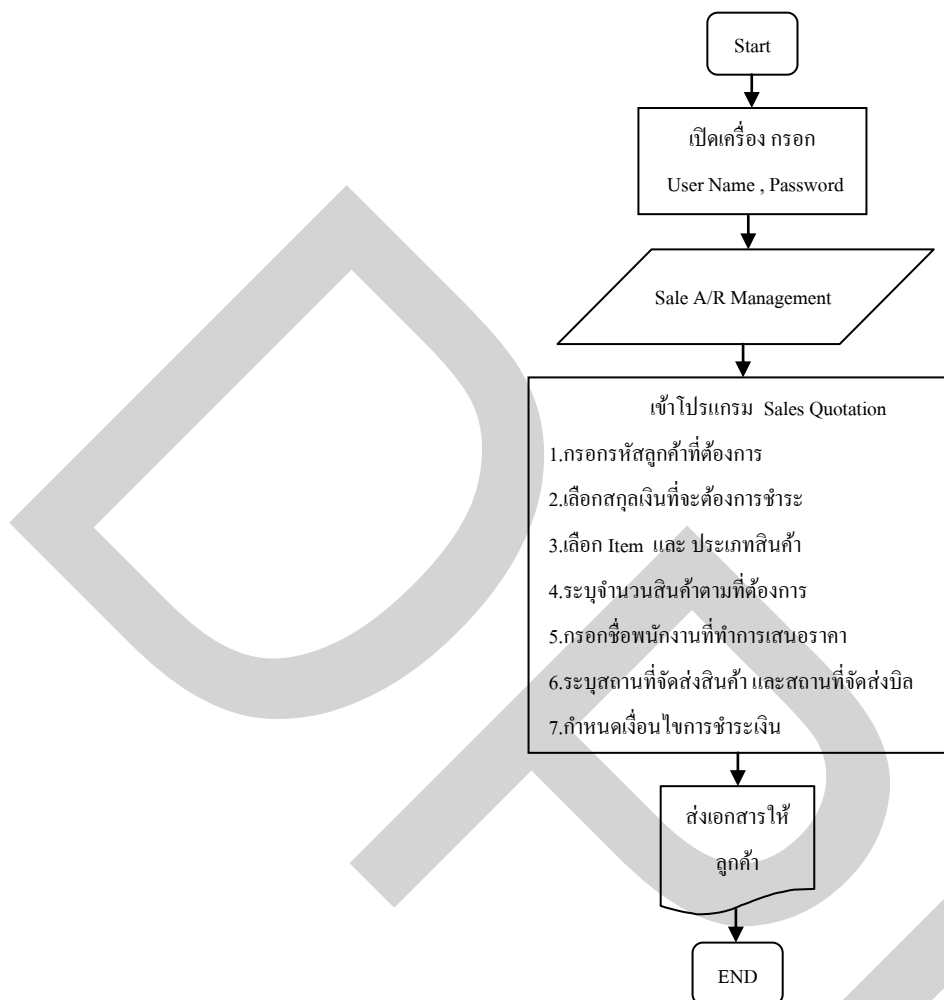 Start
เปิดเครื่อง กรอก
User Name , Password
Sale A/R Management
เข้าโปรแกรม Sales Quotation
1.กรอกรหัสลูกค้าที่ต้องการ
2.เลือกสกุลเงินที่จะต้องการชำระ
3.เลือก Item และ ประเภทสินค้า
4.ระบุจำนวนสินค้าตามที่ต้องการ
5.กรอกชื่อพนักงานที่ทำการเสนอราคา
6.ระบุสถานที่จัดส่งสินค้า และสถานที่จัดส่งบิล
7.กำหนดเงื่อนไขการชำระเงิน
ส่งเอกสารให้
ลูกค้า
END